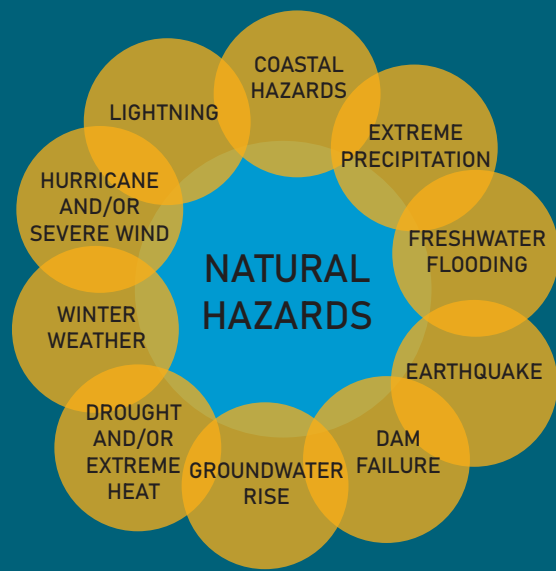 COASTAL
HAZARDS
EXTREME
PRECIPITATION
FRESHWATER
FLOODING
EARTHQUAKE
DAM
FAILURE
GROUNDWATER
RISE
DROUGHT
AND/OR
EXTREME
HEAT
WINTER
WEATHER
HURRICANE
AND/OR
SEVERE WIND
LIGHTNING
NATURAL
HAZARDS